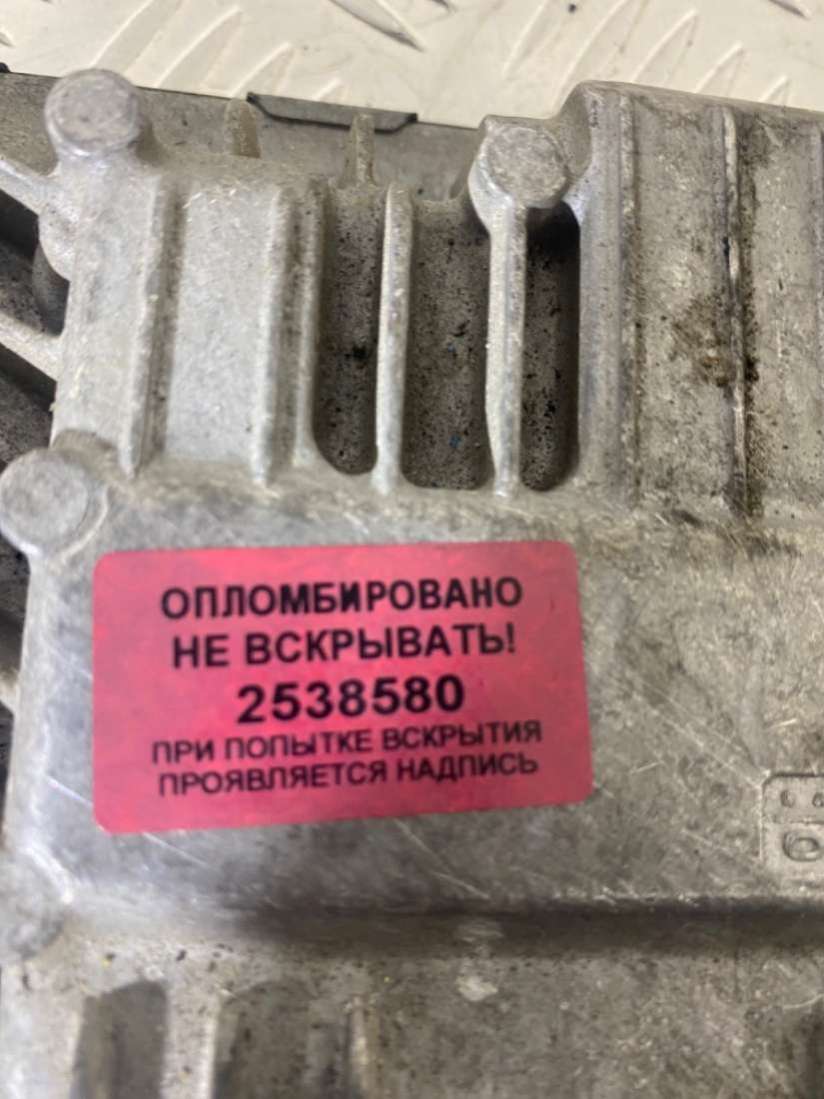 ОПЛОМБИРОВАНО
НЕ ВСКРЫВАТЬ!
2538580
ПРИ ПОПЫТКЕ ВСКРЫТИЯ
ПРОЯВЛЯЕТСЯ НАДПИСЬ